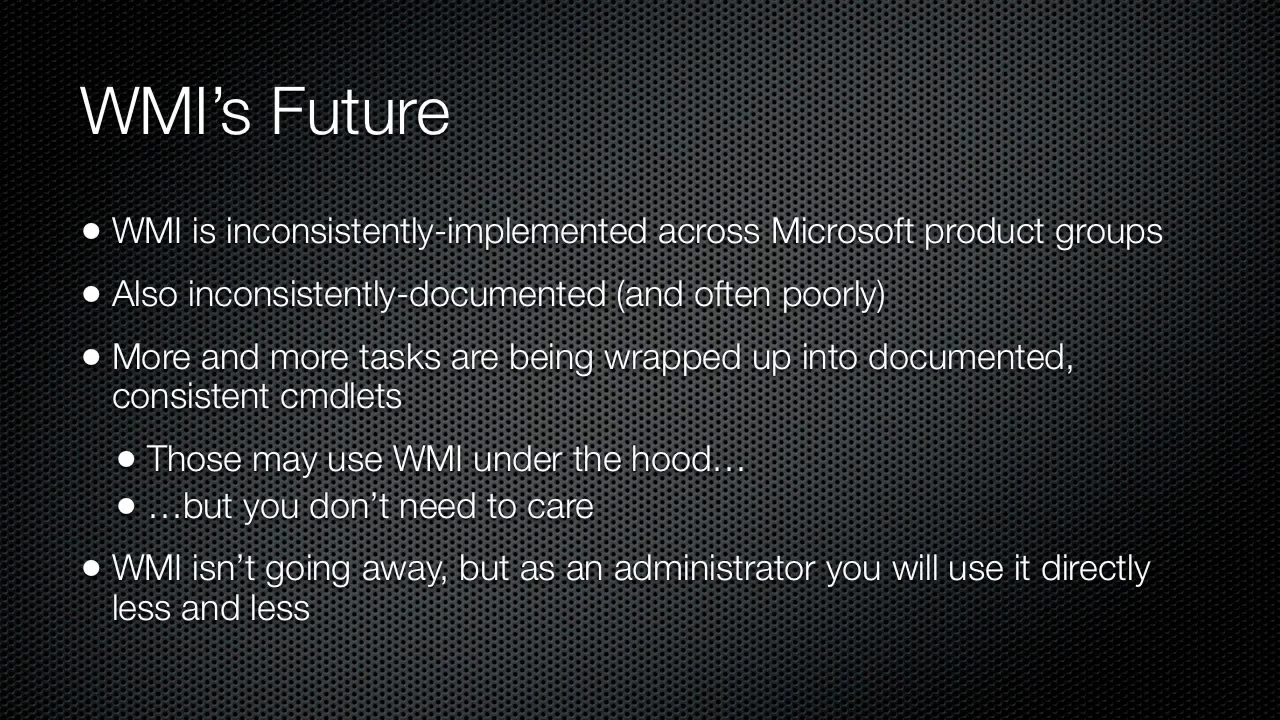 WMI’s Future
● WMI is inconsistently-implemented across Microsoft product groups
● Also inconsistently-documented (and often poorly)
● More and more tasks are being wrapped up into documented,
consistent cmdlets
● Those may use WMI under the hood…
● …but you don’t need to care
● WMI isn’t going away, but as an administrator you will use it directly
less and less